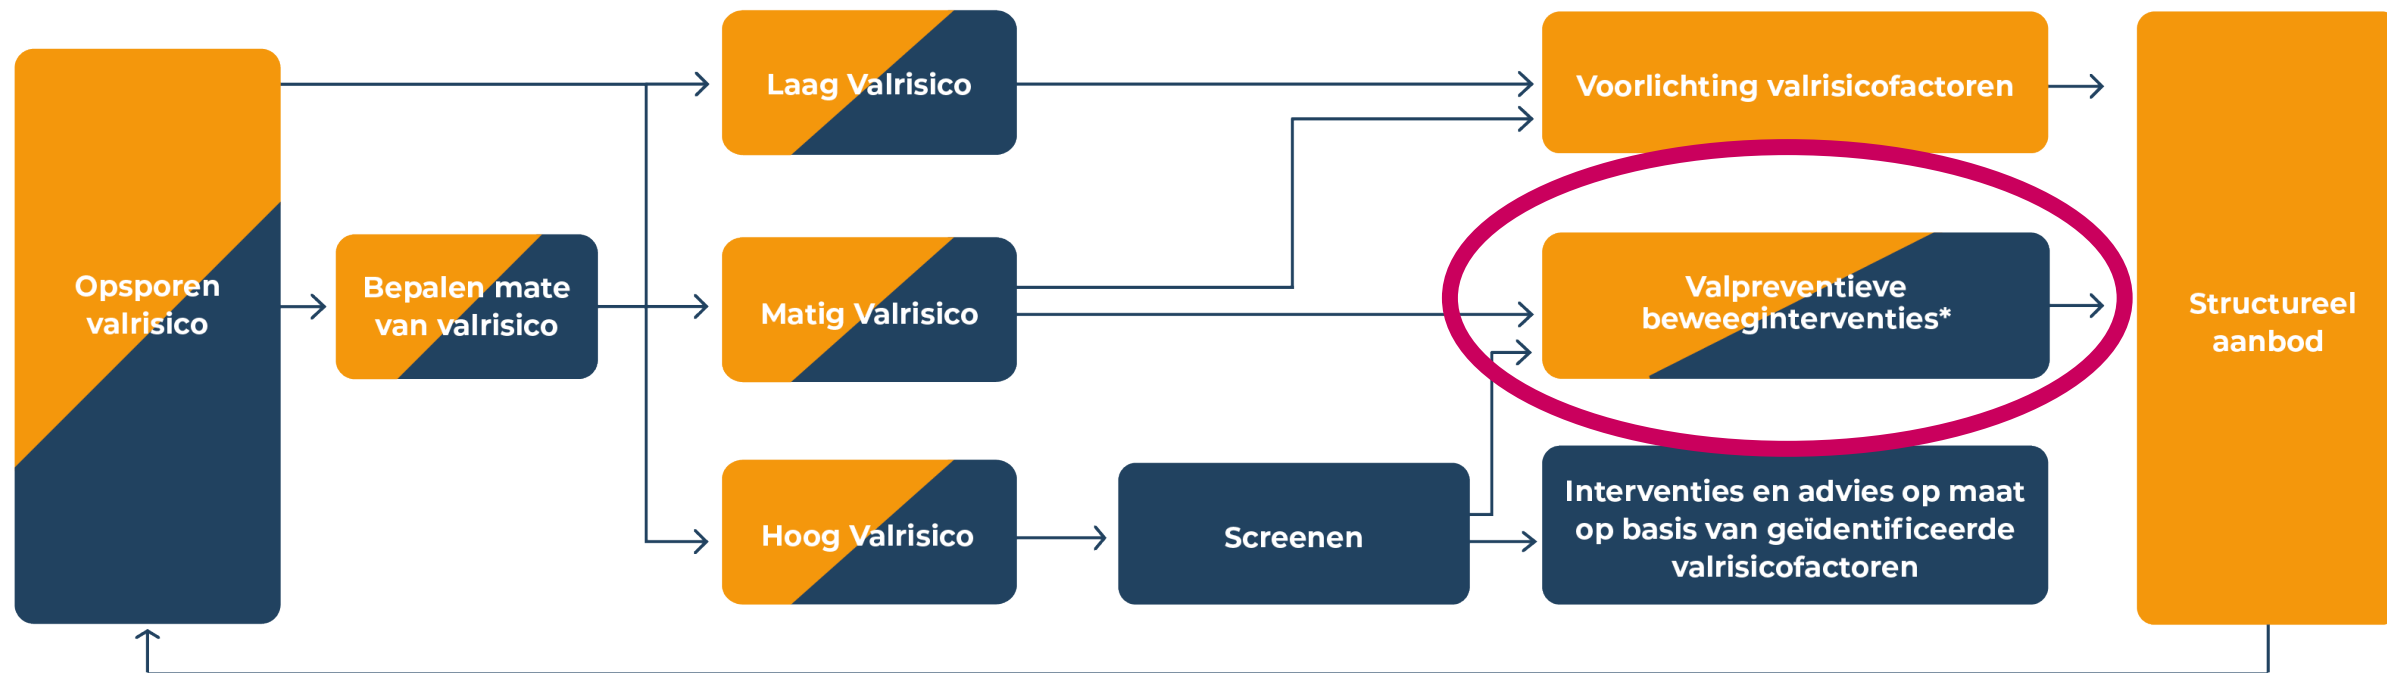 Opsporen
valrisico
Bepalen mate
van valrisico
Laag Valrisico
Matig Valrisico
Hoog Valrisico
Screenen
Voorlichting valrisicofactoren
Valpreventieve
beweeginterventies*
Interventies en advies op maat
op basis van geïdentificeerde
valrisicofactoren
Structureel
aanbod